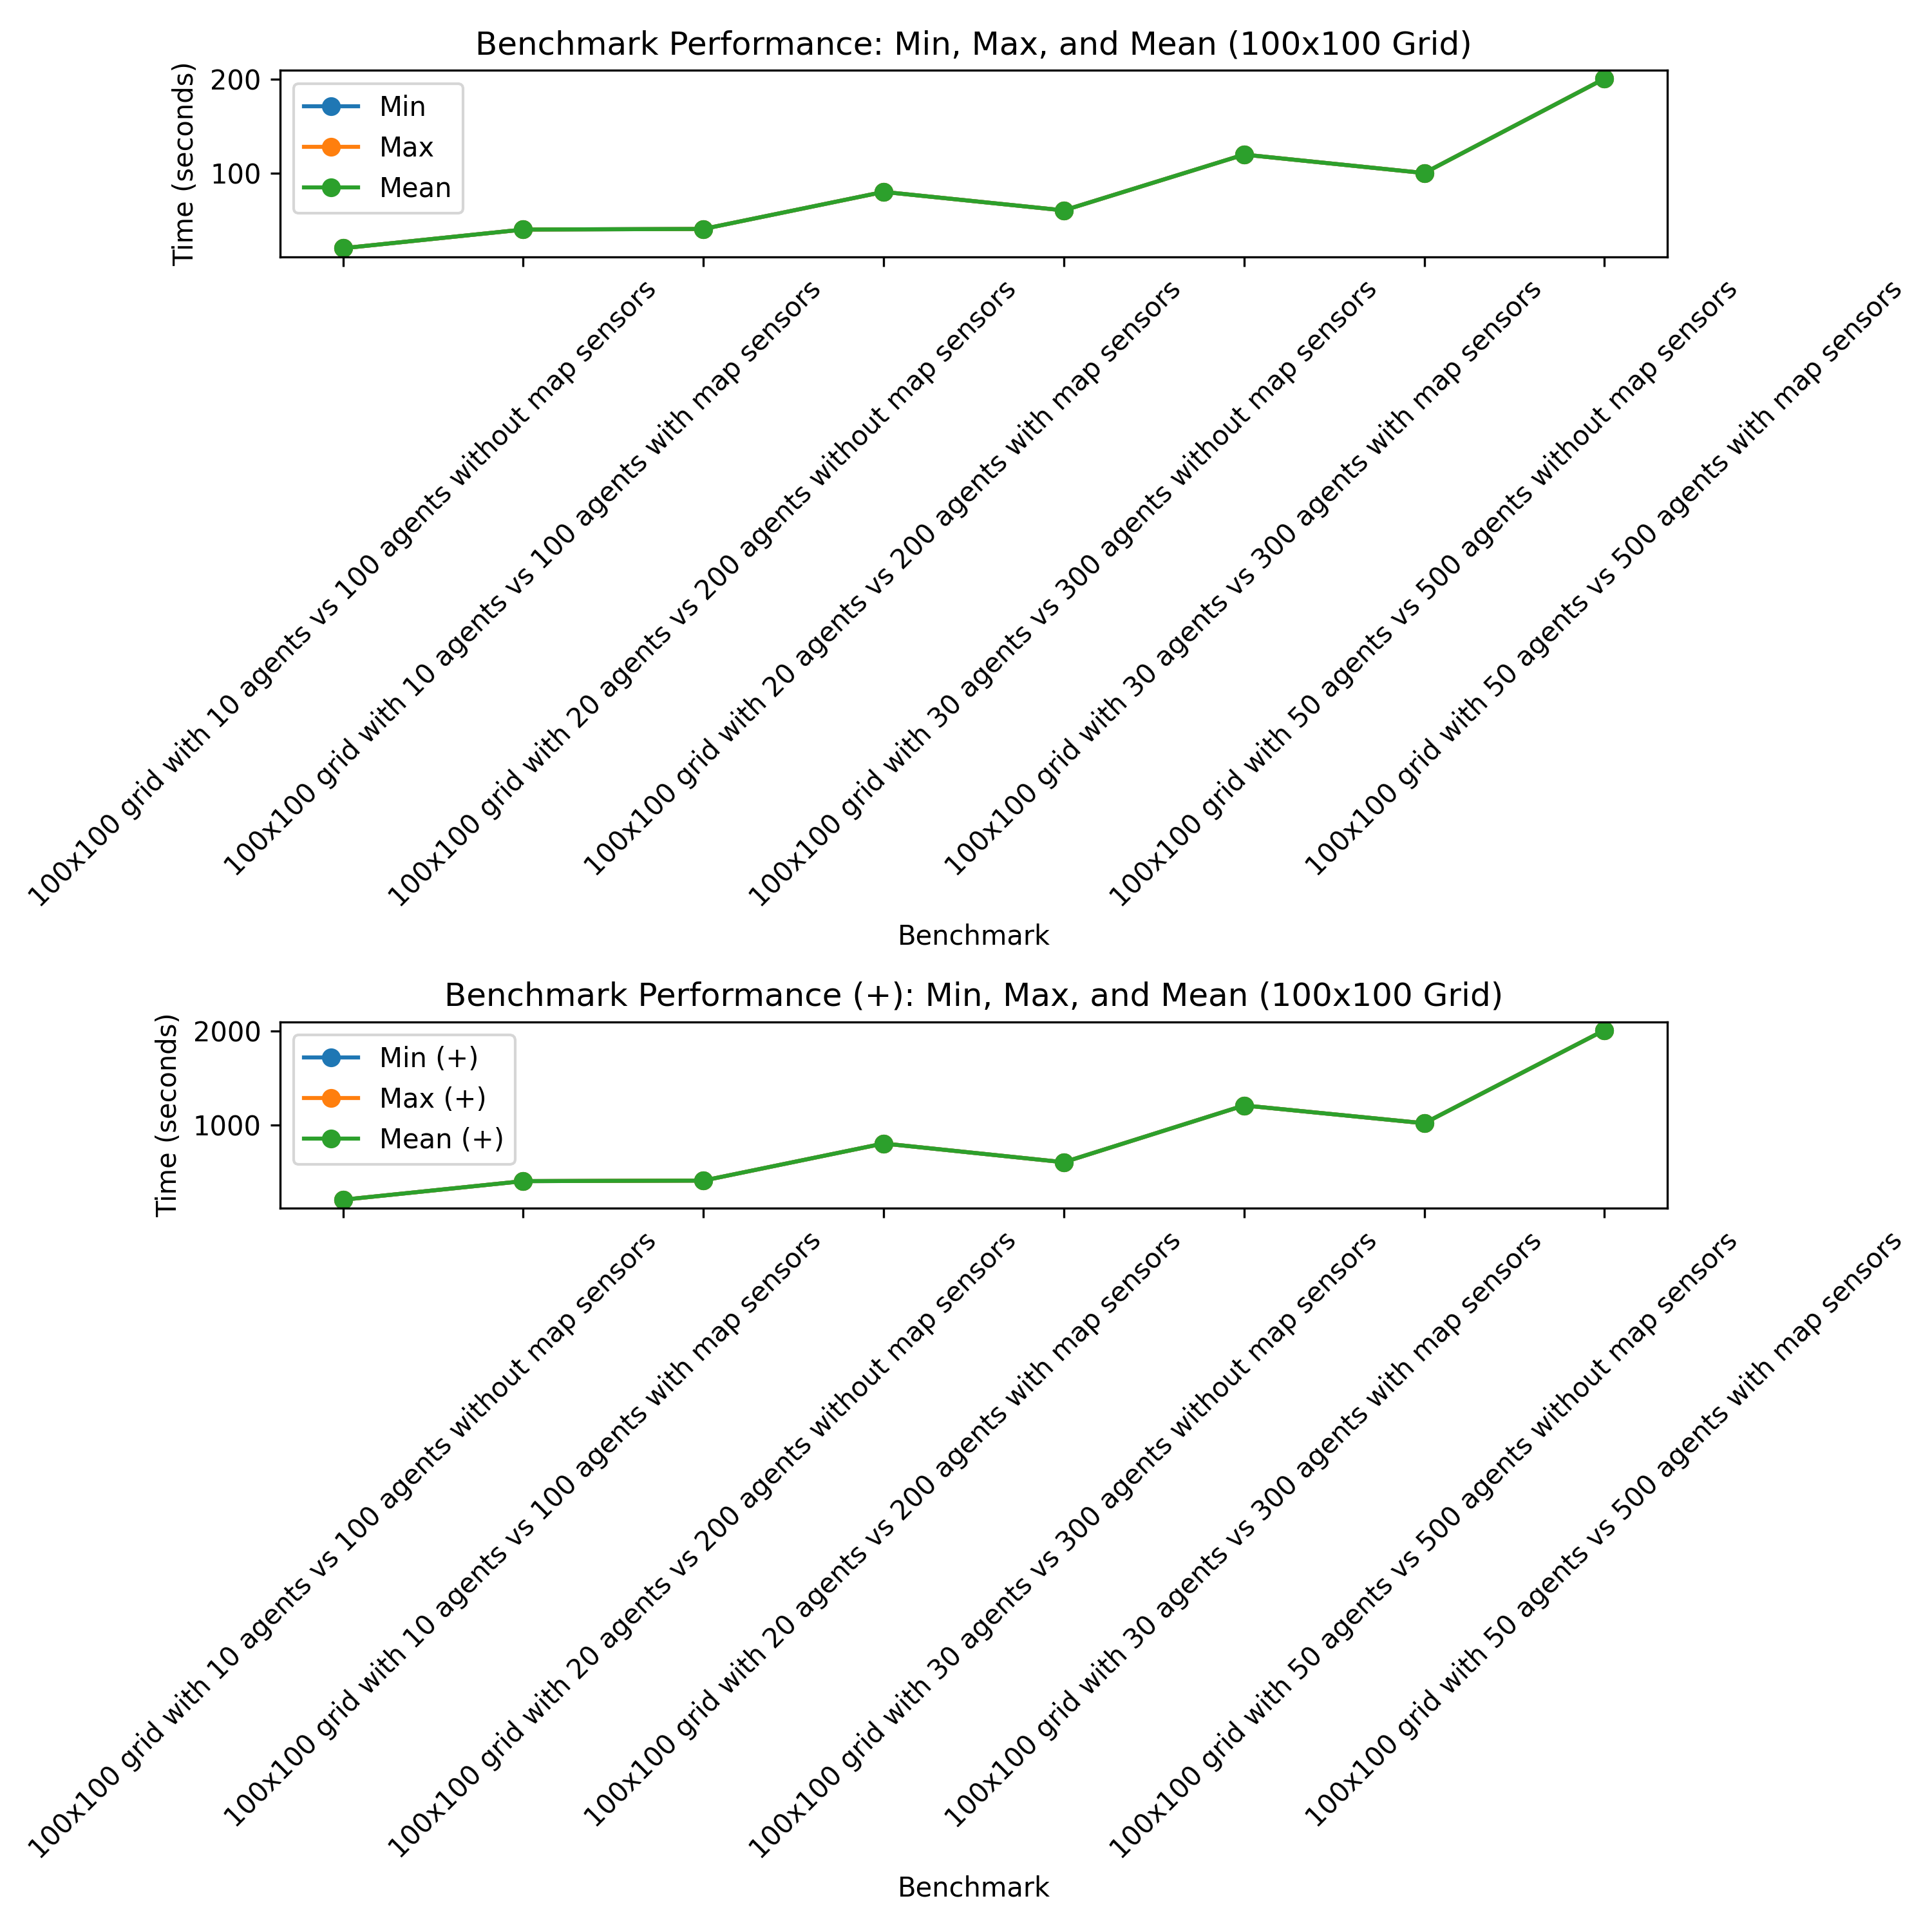 Benchmark Performance: Min, Max, and Mean (100x100 Grid)
Time (seconds)
200
100
Min
Max
Mean
100x100 grid with 10 agents vs 100 agents without map sensors
100x100 grid with 10 agents vs 100 agents with map sensors
100x100 grid with 20 agents vs 200 agents without map sensors
100x100 grid with 20 agents vs 200 agents with map sensors
100x100 grid with 30 agents vs 300 agents without map sensors
100x100 grid with 30 agents vs 300 agents with map sensors
100x100 grid with 50 agents vs 500 agents without map sensors
100x100 grid with 50 agents vs 500 agents with map sensors
Benchmark
Benchmark Performance (+): Min, Max, and Mean (100x100 Grid)
Time (seconds)
2000
1000
Min (+)
Max (+)
Mean (+)
100x100 grid with 10 agents vs 100 agents without map sensors
100x100 grid with 10 agents vs 100 agents with map sensors
100x100 grid with 20 agents vs 200 agents without map sensors
100x100 grid with 20 agents vs 200 agents with map sensors
100x100 grid with 30 agents vs 300 agents without map sensors
100x100 grid with 30 agents vs 300 agents with map sensors
100x100 grid with 50 agents vs 500 agents without map sensors
100x100 grid with 50 agents vs 500 agents with map sensors
Benchmark